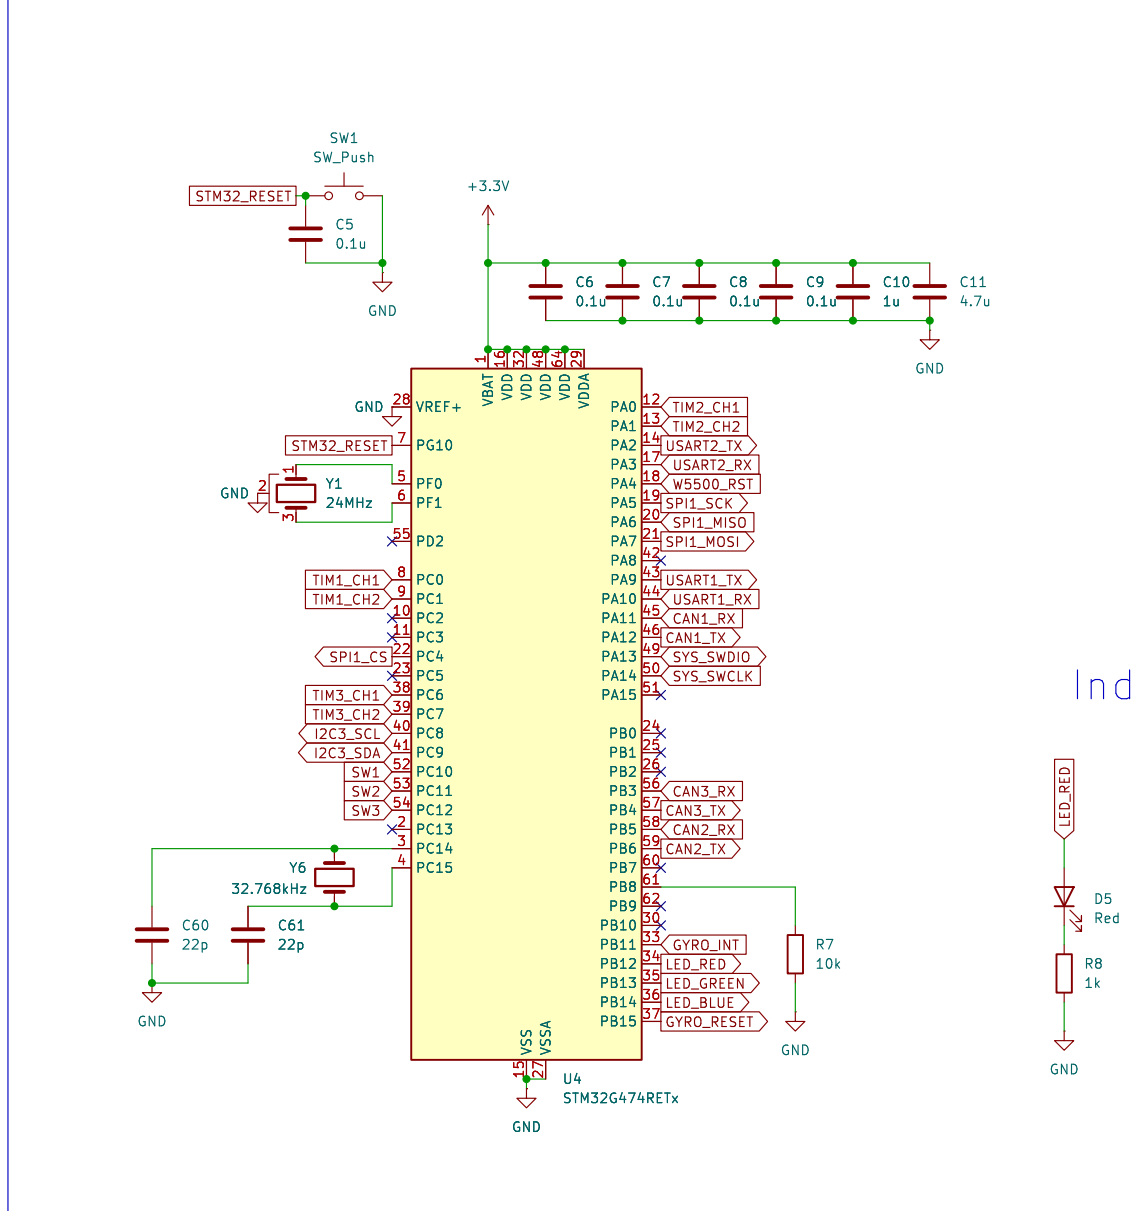 SW1
SW_Push
STM32_RESET
C5
0.1u
GND
+3.3V
C6
0.1u
C7
0.1u
C8
0.1u
C9
0.1u
C10
1u
C11
4.7u
GND
1 16 32 48 64 29
VBAT VDD VDD VDD VDD VDDA
GND 28 VREF+
STM32_RESET 7 PG10
Y1
24MHz
GND 2 1 3
5 PF0
6 PF1
55 PD2
TIM1_CH1 8 PC0
TIM1_CH2 9 PC1
10 PC2
11 PC3
SPI1_CS 22 PC4
23 PC5
TIM3_CH1 38 PC6
TIM3_CH2 39 PC7
I2C3_SCL 40 PC8
I2C3_SDA 41 PC9
SW1 52 PC10
SW2 53 PC11
SW3 54 PC12
2 PC13
3 PC14
4 PC15
Y6
32.768kHz
C60
22p
C61
22p
GND
PA0 12 TIM2_CH1
PA1 13 TIM2_CH2
PA2 14 USART2_TX
PA3 17 USART2_RX
PA4 18 W5500_RST
PA5 19 SPI1_SCK
PA6 20 SPI1_MISO
PA7 21 SPI1_MOSI
PA8 42
PA9 43 USART1_TX
PA10 44 USART1_RX
PA11 45 CAN1_RX
PA12 46 CAN1_TX
PA13 49 SYS_SWDIO
PA14 50 SYS_SWCLK
PA15 51
PB0 24
PB1 25
PB2 26
PB3 56 CAN3_RX
PB4 57 CAN3_TX
PB5 58 CAN2_RX
PB6 59 CAN2_TX
PB7 60
PB8 61
PB9 62
PB10 30
PB11 33 GYRO_INT
PB12 34 LED_RED
PB13 35 LED_GREEN
PB14 36 LED_BLUE
PB15 37 GYRO_RESET
R7
10k
GND
VSS VSSA
15 27
U4
STM32G474RETx
GND
Ind
LED_RED
D5
Red
R8
1k
GND